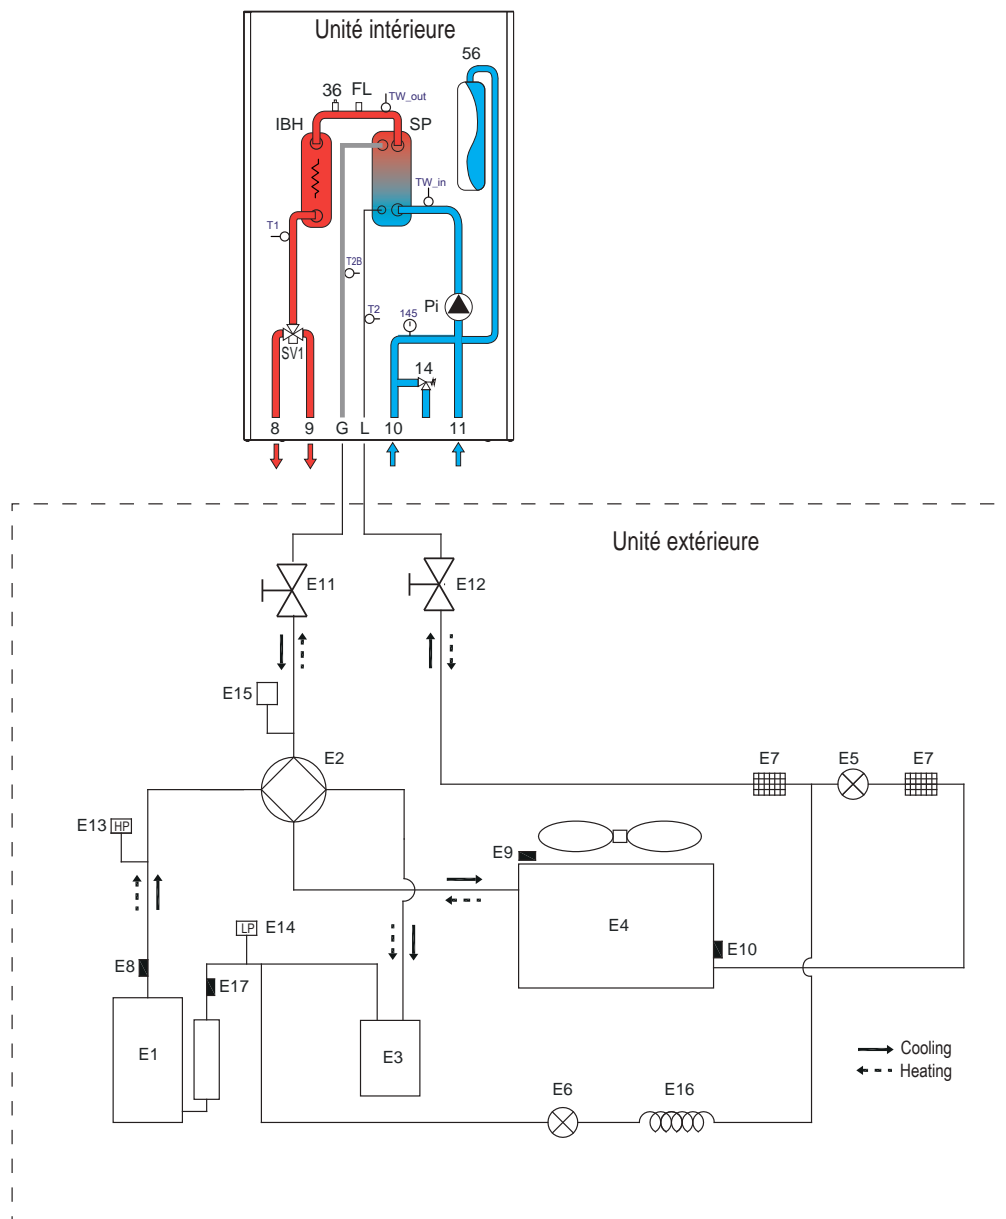 Unité intérieure
56
36 FL TW_out
IBH SP
TW_in
T1
T2B
Pi
145
T2
SV1
14
8 9 G L 10 11
Unité extérieure
E11 E12
E15
E2 E7 E5 E7
E13 HP
E9
LP E14
E4
E10
E8
E17
E1 E3
Cooling
Heating
E6 E16